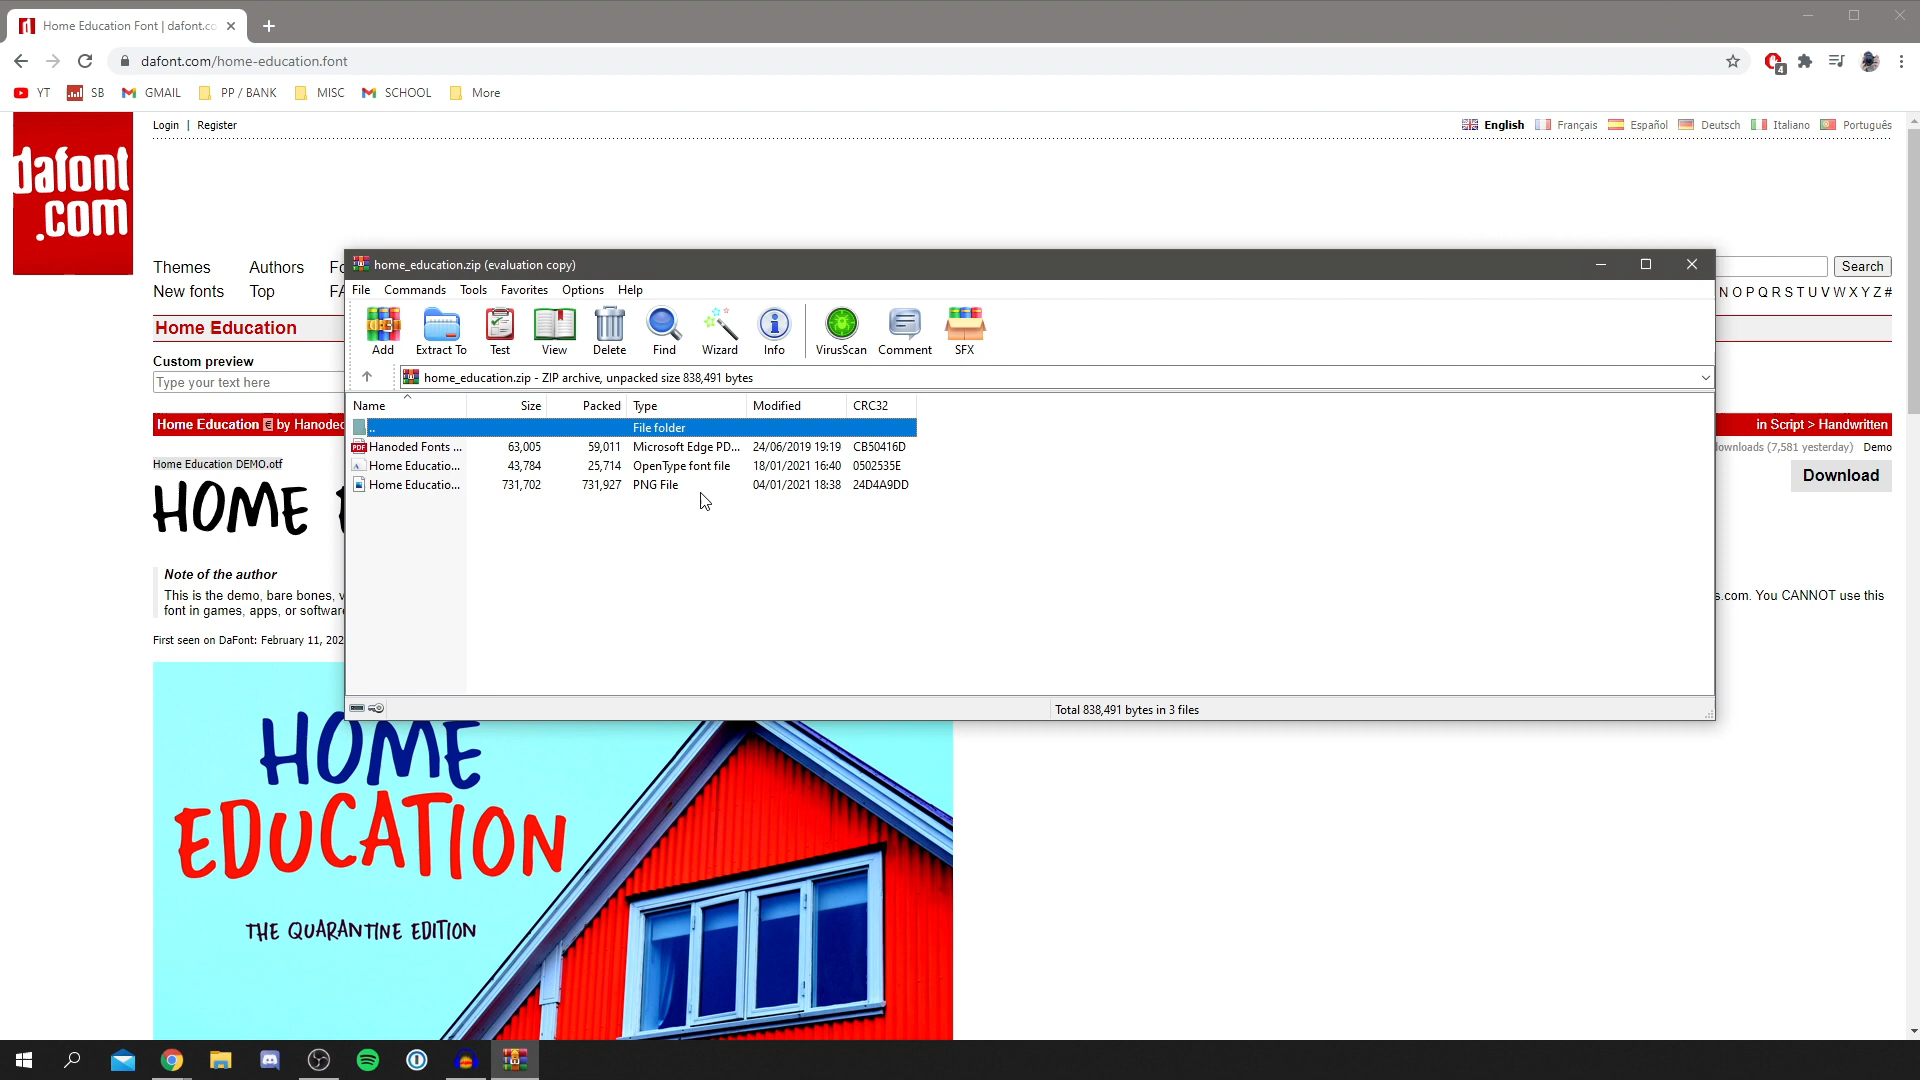 Home Education Font | dafont.co
dafont.com/home-education.font
4
YT
SB
GMAIL
PP / BANK
MISC
SCHOOL
More
dafont
.com
Login | Register
English
Français
Español
Deutsch
Italiano
Português
Themes
Authors
New fonts
Top
Search
N O P Q R S T U V W X Y Z #
Home Education
Custom preview
Type your text here
Home Education € by Hanoded
in Script > Handwritten
downloads (7,581 yesterday)
Demo
Home Education DEMO.otf
HOME
Download
Note of the author
This is the demo, bare bones,
font in games, apps, or softwar
s.com. You CANNOT use this
First seen on DaFont: February 11, 202
HOME
EDUCATION
THE QUARANTINE EDITION
home_education.zip (evaluation copy)
File
Commands
Tools
Favorites
Options
Help
Add
Extract To
Test
View
Delete
Find
Wizard
Info
VirusScan
Comment
SFX
home_education.zip - ZIP archive, unpacked size 838,491 bytes
Name Size Packed Type Modified CRC32
.. File folder
Hanoded Fonts ... 63,005 59,011 Microsoft Edge PD... 24/06/2019 19:19 CB50416D
Home Educatio... 43,784 25,714 OpenType font file 18/01/2021 16:40 0502535E
Home Educatio... 731,702 731,927 PNG File 04/01/2021 18:38 24D4A9DD
Total 838,491 bytes in 3 files